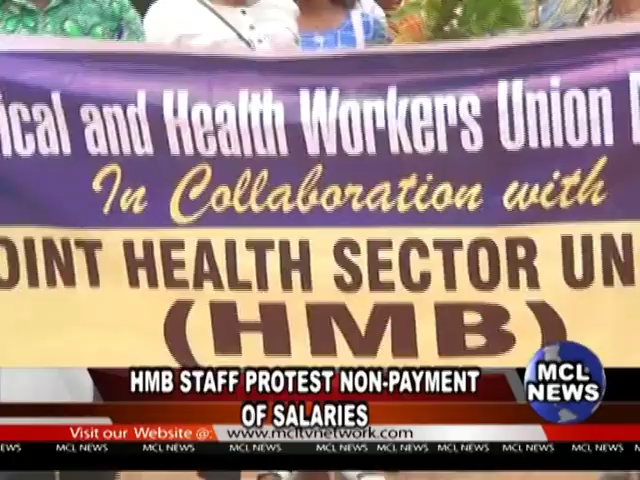 ical and Health Workers Union
In Collaboration with
OINT HEALTH SECTOR UN
(HMB)
HMB STAFF PROTEST NON-PAYMENT
OF SALARIES
MCL
NEWS
Visit our Website @: www.mcltvnetwork.com
EWS MCL NEWS MCL NEWS MCL NEWS MCL NEWS MCL NEWS MCL NEWS MCL NEWS MCL NEWS